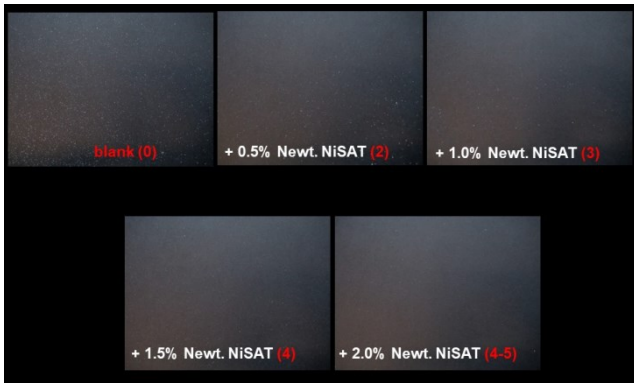 blank (0)
+ 0.5% Newt. NiSAT (2)
+ 1.0% Newt. NiSAT (3)
+ 1.5% Newt. NiSAT (4)
+ 2.0% Newt. NiSAT (4-5)